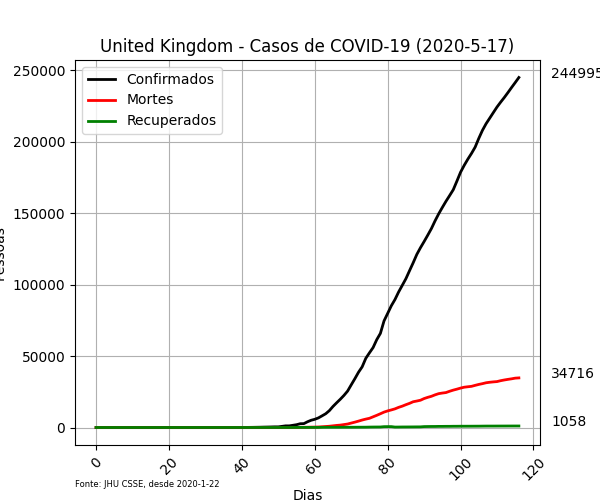 United Kingdom - Casos de COVID-19 (2020-5-17)
Confirmados
Mortes
Recuperados
250000
200000
150000
100000
50000
0
244995
34716
1058
0
20
40
60
80
100
120
Dias
Fonte: JHU CSSE, desde 2020-1-22